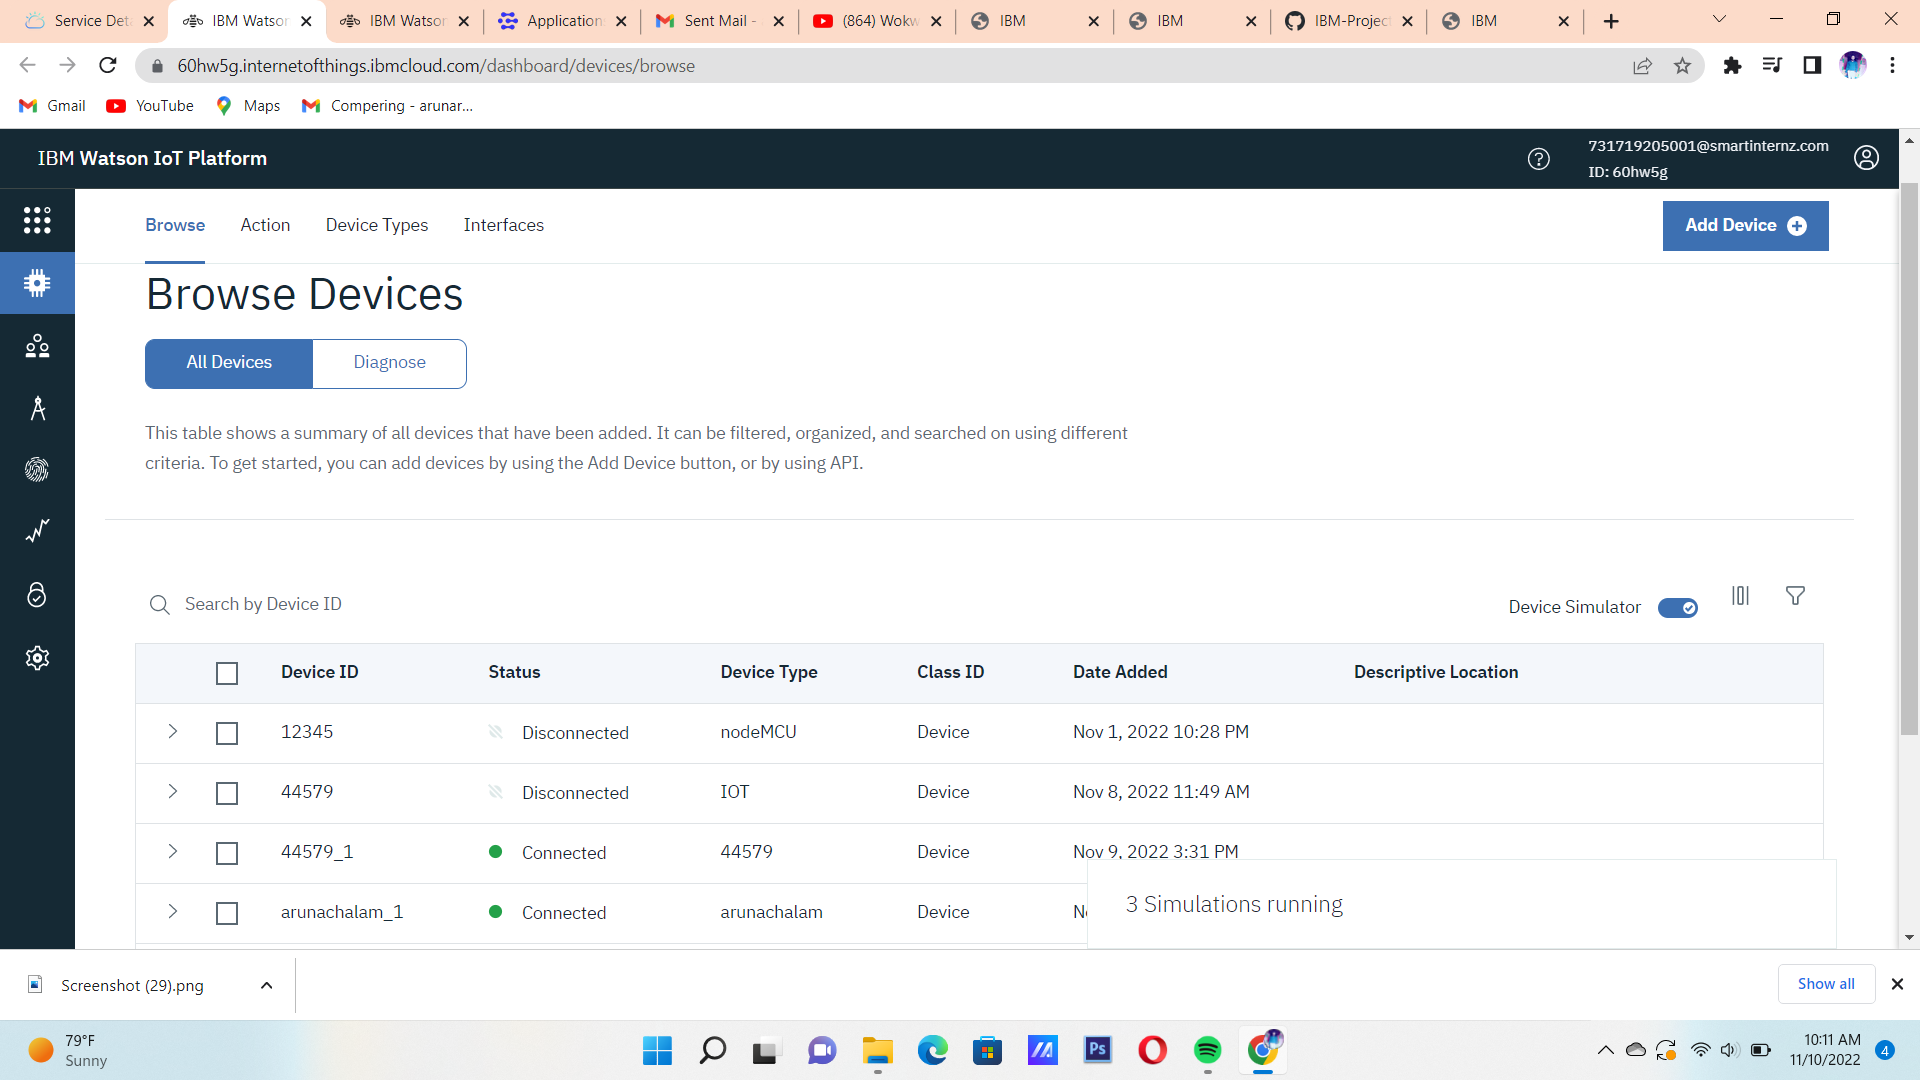 Service Det
IBM Watson
IBM Watson
Application
Sent Mail -
(864) Wokw
IBM
IBM
IBM-Projec
IBM
60hw5g.internetofthings.ibmcloud.com/dashboard/devices/browse
Gmail
YouTube
Maps
Compering - arunar...
IBM Watson IoT Platform
731719205001@smartinternz.com
ID: 60hw5g
Browse
Action
Device Types
Interfaces
Add Device
Browse Devices
All Devices
Diagnose
This table shows a summary of all devices that have been added. It can be filtered, organized, and searched on using different
criteria. To get started, you can add devices by using the Add Device button, or by using API.
Search by Device ID
Device Simulator
Device ID Status Device Type Class ID Date Added Descriptive Location
12345 Disconnected nodeMCU Device Nov 1, 2022 10:28 PM
44579 Disconnected IOT Device Nov 8, 2022 11:49 AM
44579_1 Connected 44579 Device Nov 9, 2022 3:31 PM
arunachalam_1 Connected arunachalam Device
3 Simulations running
Screenshot (29).png
Show all
79°F
Sunny
Ps
10:11 AM
11/10/2022
4